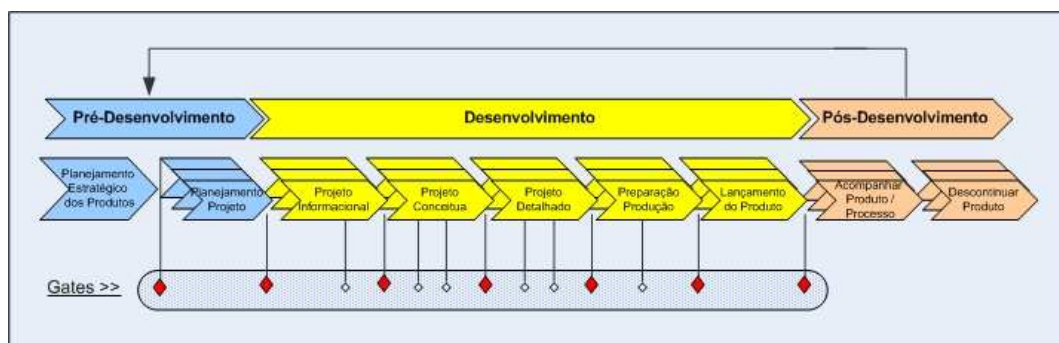 Pré-Desenvolvimento
Desenvolvimento
Pós-Desenvolvimento
Planejamento
Estratégico
dos Produtos
Planejamento
Projeto
Projeto
Informacional
Projeto
Conceitua
Projeto
Detalhado
Preparação
Produção
Lançamento
do Produto
Acompanhar
Produto /
Processo
Descontinuar
Produto
Gates >>